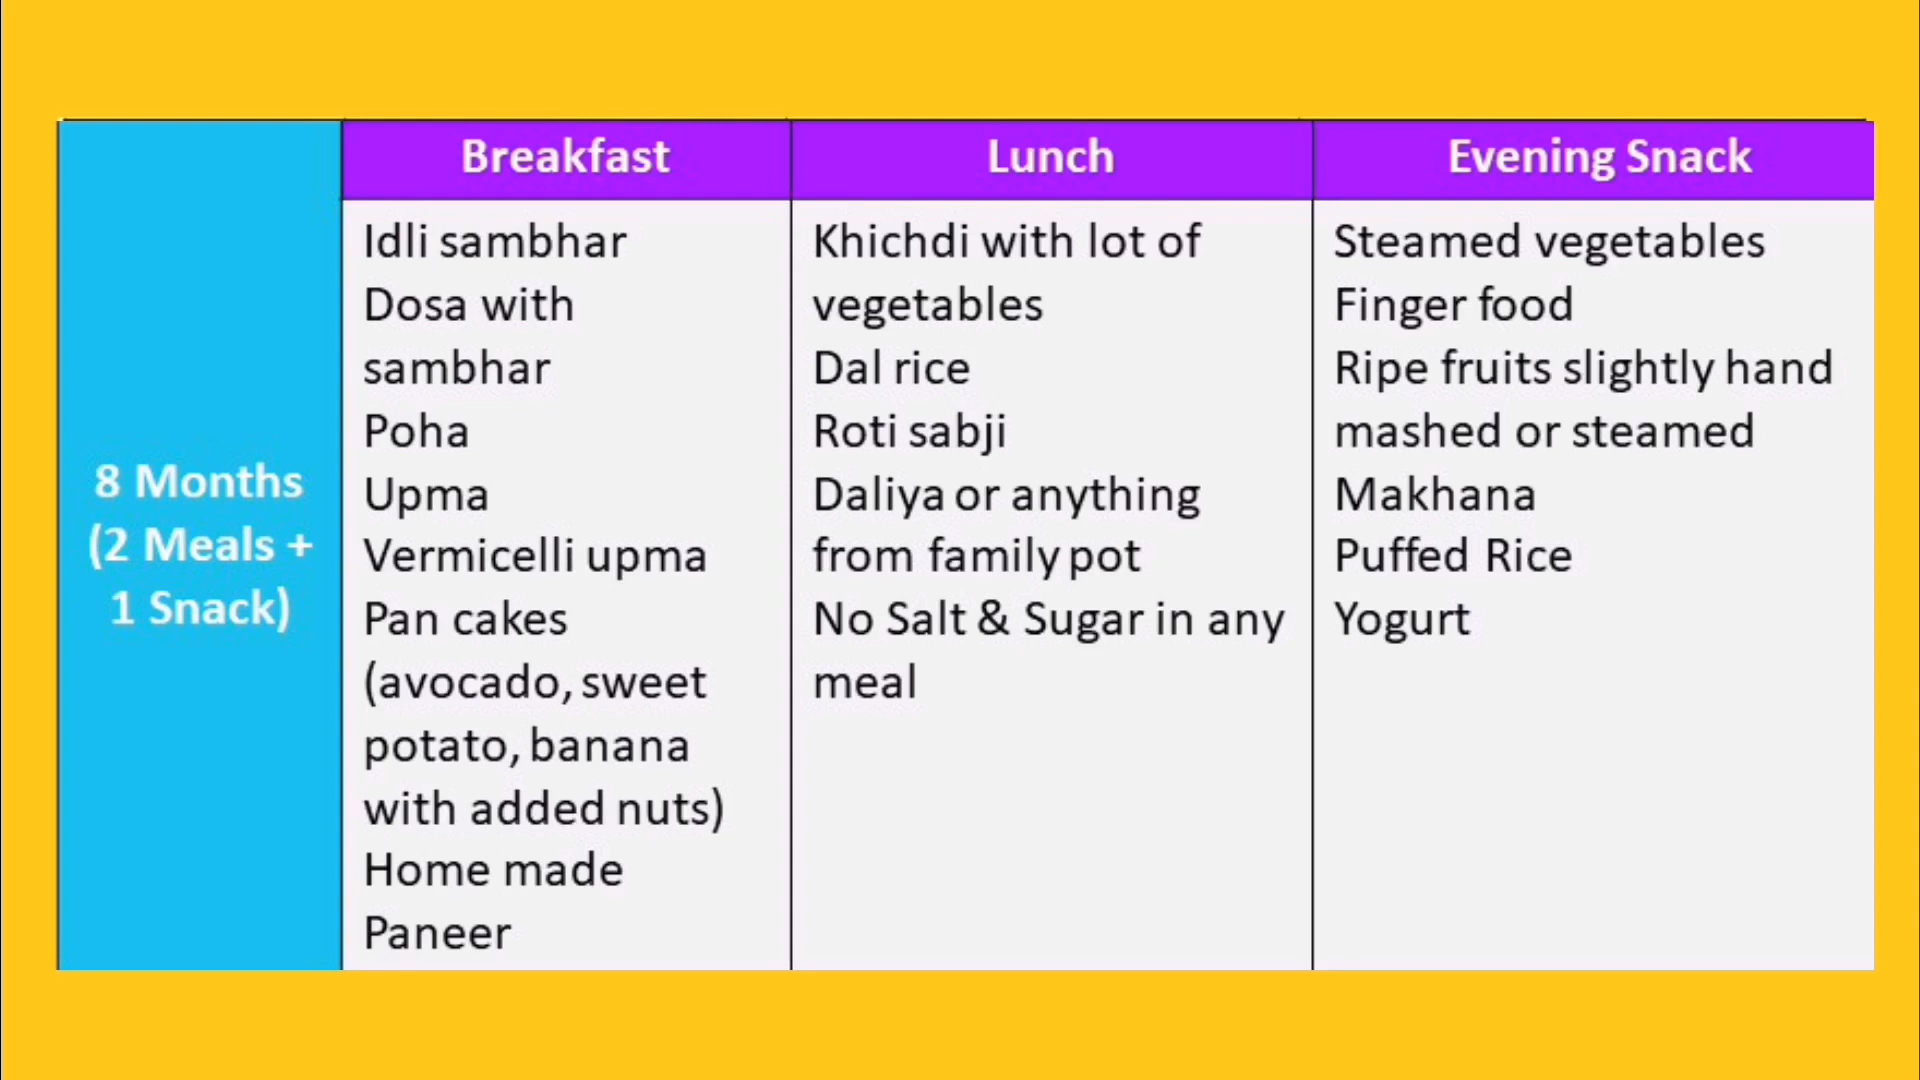 Breakfast
Lunch
Evening Snack
8 Months
(2 Meals +
1 Snack)
Idli sambhar
Dosa with
sambhar
Poha
Upma
Vermicelli upma
Pan cakes
(avocado, sweet
potato, banana
with added nuts)
Home made
Paneer
Khichdi with lot of
vegetables
Dal rice
Roti sabji
Daliya or anything
from family pot
No Salt & Sugar in any
meal
Steamed vegetables
Finger food
Ripe fruits slightly hand
mashed or steamed
Makhana
Puffed Rice
Yogurt